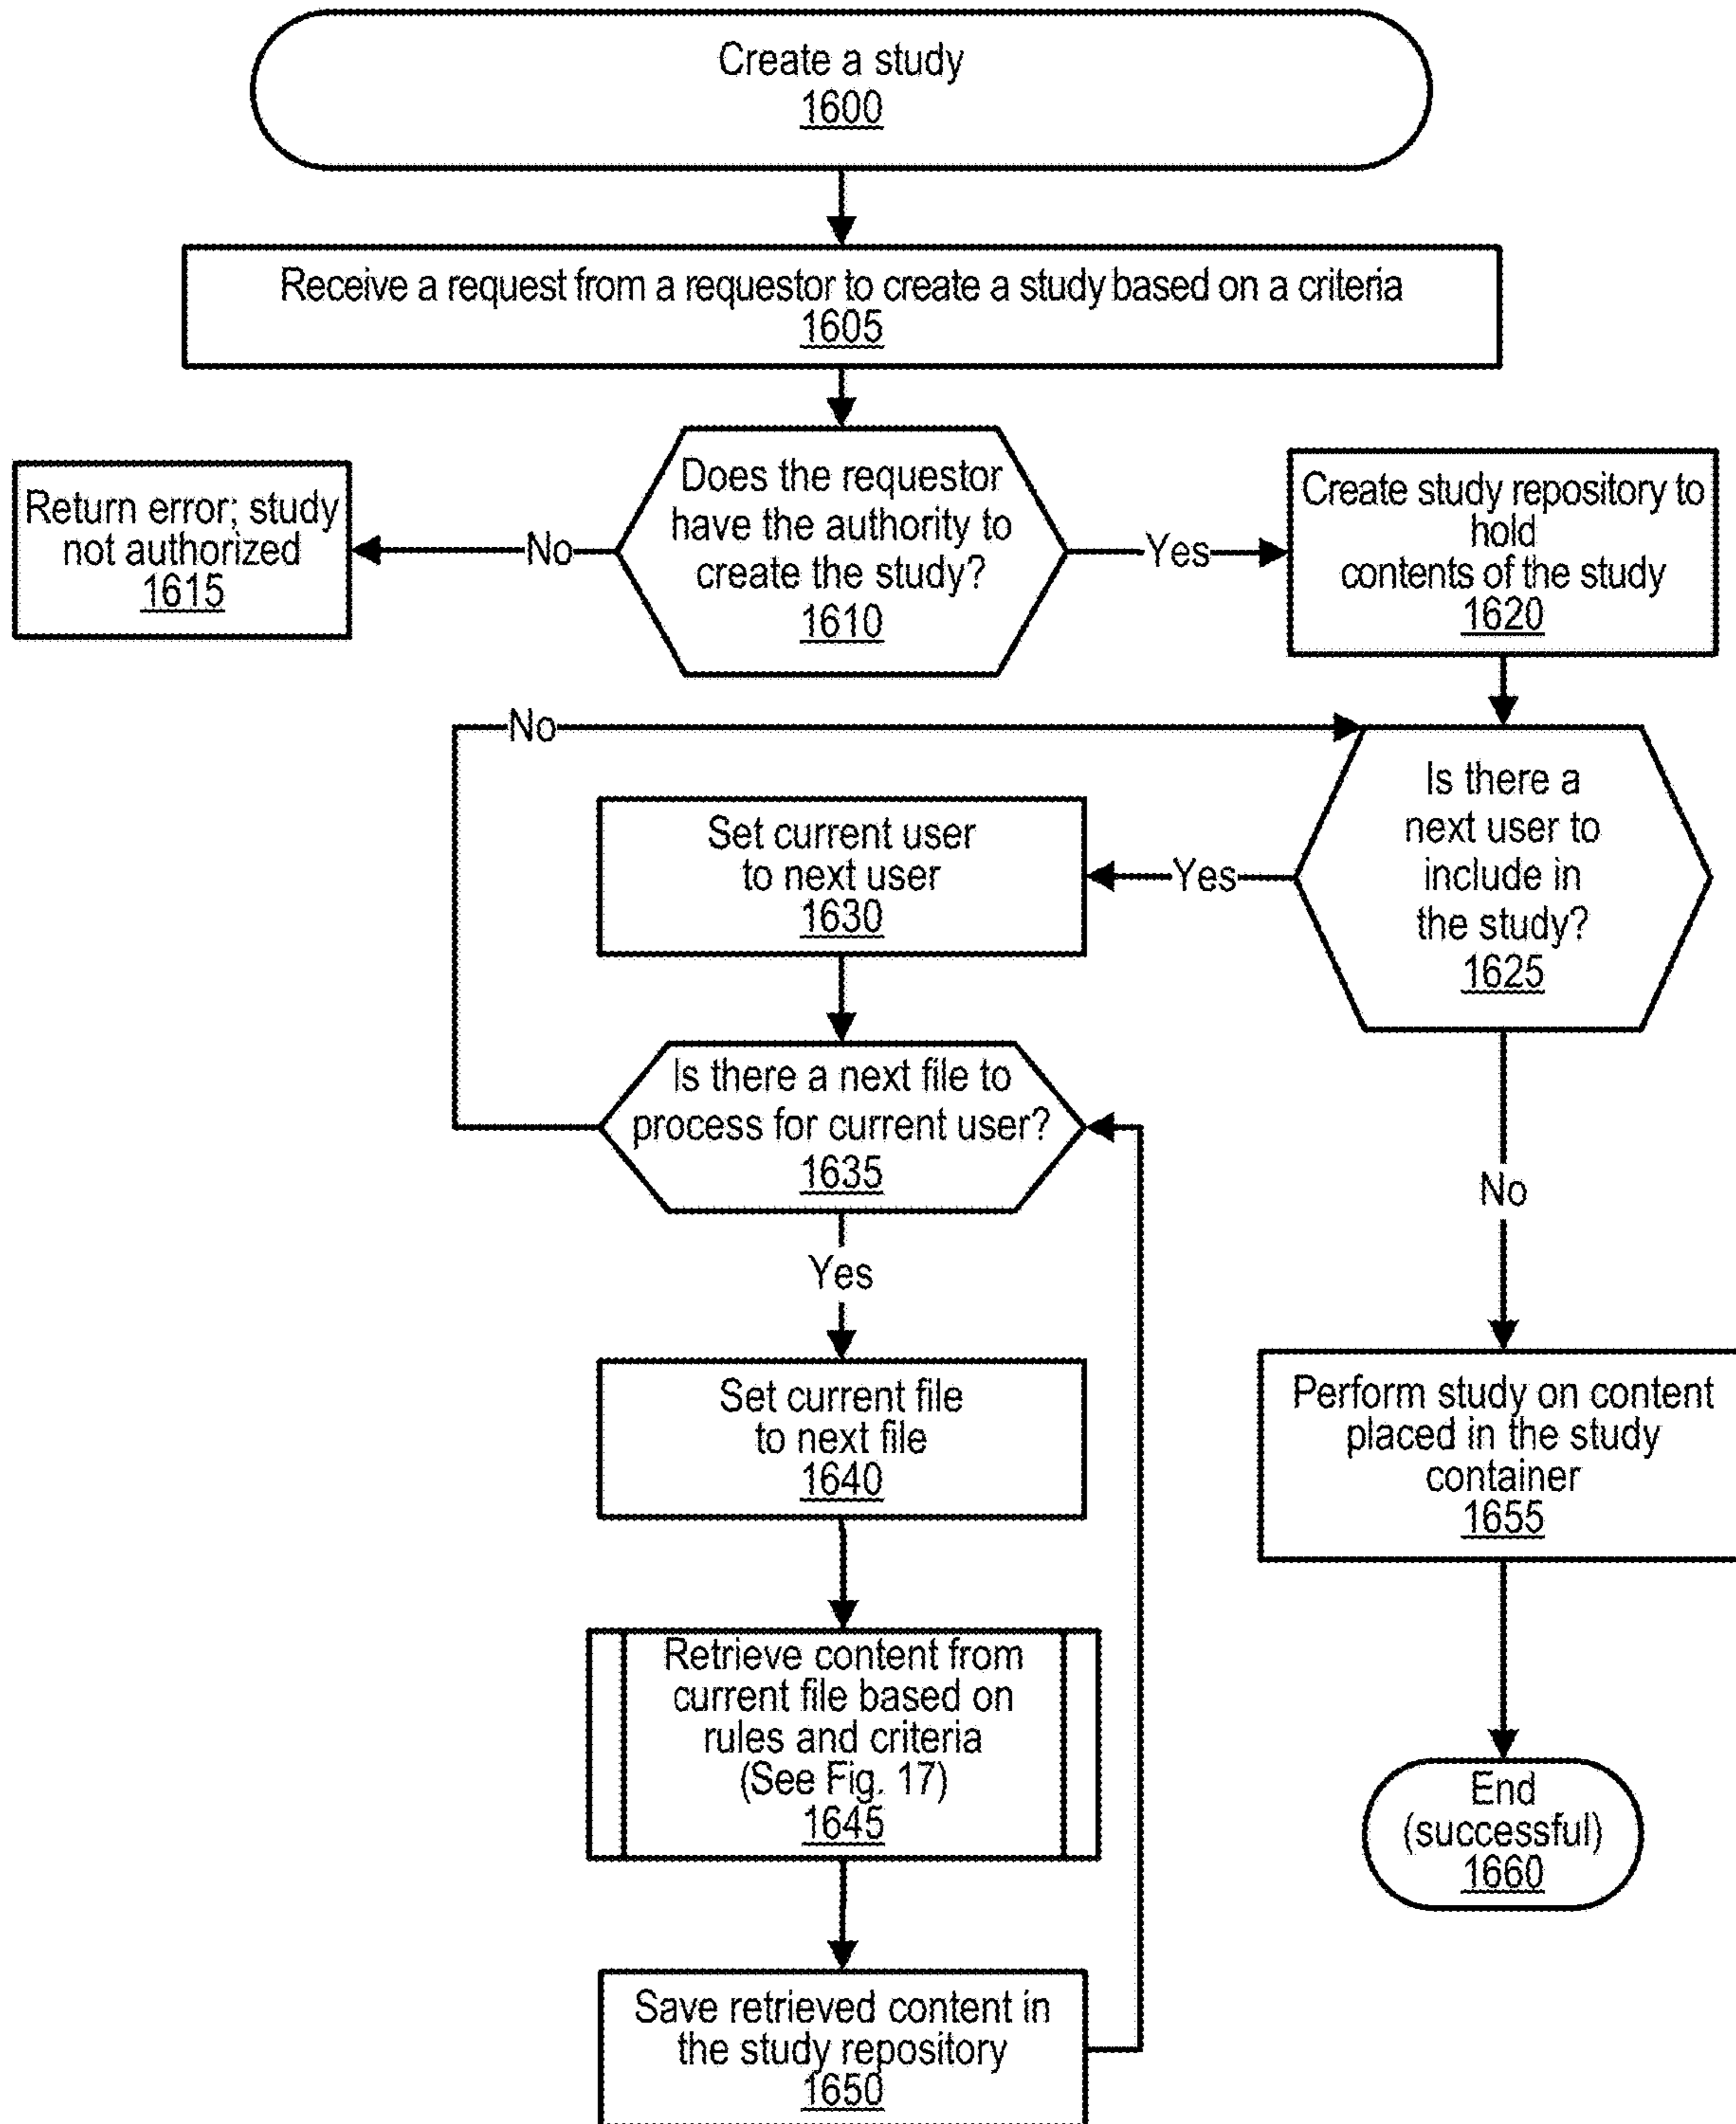 Create a study
1600
Receive a request from a requestor to create a study based on a criteria
1605
Does the requestor
have the authority to
create the study?
1610
No
Return error; study
not authorized
1615
Yes
Create study repository to
hold
contents of the study
1620
No
Is there a
next user to
include in
the study?
1625
Yes
Set current user
to next user
1630
Is there a next file to
process for current user?
1635
No
Yes
Set current file
to next file
1640
Perform study on content
placed in the study
container
1655
Retrieve content from
current file based on
rules and criteria
(See Fig. 17)
1645
End
(successful)
1660
Save retrieved content in
the study repository
1650